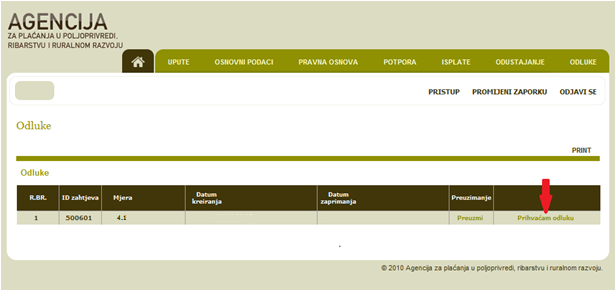 AGENCIJA
ZA PLAĆANJA U POLJOPRIVREDI,
RIBARSTVU I RURALNOM RAZVOJU
UPUTE OSNOVNI PODACI PRAVNA OSNOVA POTPORA ISPLATE ODUSTAJANJE ODLUKE
PRISTUP PROMIJENI ZAPORKU ODJAVI SE
Odluke
PRINT
Odluke
R.BR. ID zahtjeva Mjera Datum kreiranja Datum zaprimanja Preuzimanje
1 500601 4.1 Preuzmi Prihvaćam odluku
© 2010 Agencija za plaćanja u poljoprivredi, ribarstvu i ruralnom razvoju.